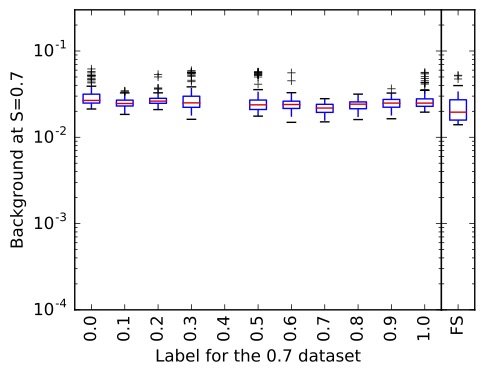 Background at S=0.7
10⁻¹
10⁻²
10⁻³
10⁻⁴
0.0 0.1 0.2 0.3 0.4 0.5 0.6 0.7 0.8 0.9 1.0 FS
Label for the 0.7 dataset